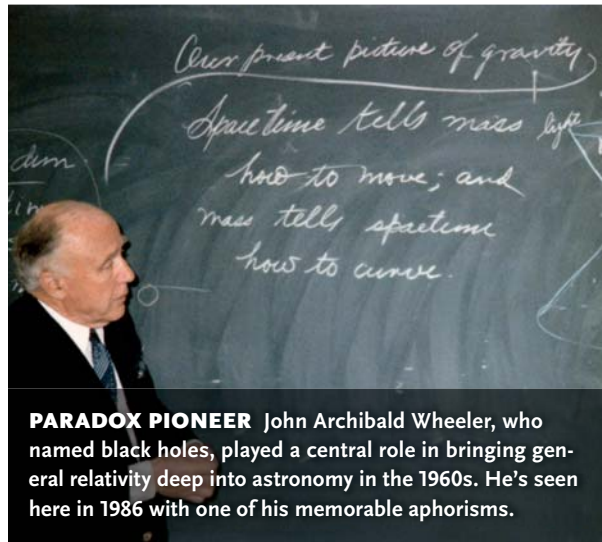 Our present picture of gravity
Spacetime tells mass
light
how to move; and
mass tells spacetime
how to curve.
dim
PARADOX PIONEER John Archibald Wheeler, who
named black holes, played a central role in bringing gen-
eral relativity deep into astronomy in the 1960s. He's seen
here in 1986 with one of his memorable aphorisms.